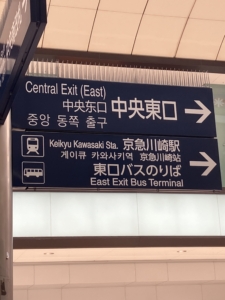 Central Exit (East)
中央东口 中央東口
중앙 동쪽 출구
Keikyu Kawasaki Sta. 京急川崎駅
게이큐 카와사키역 京急川崎站
東口バスのりば
East Exit Bus Terminal